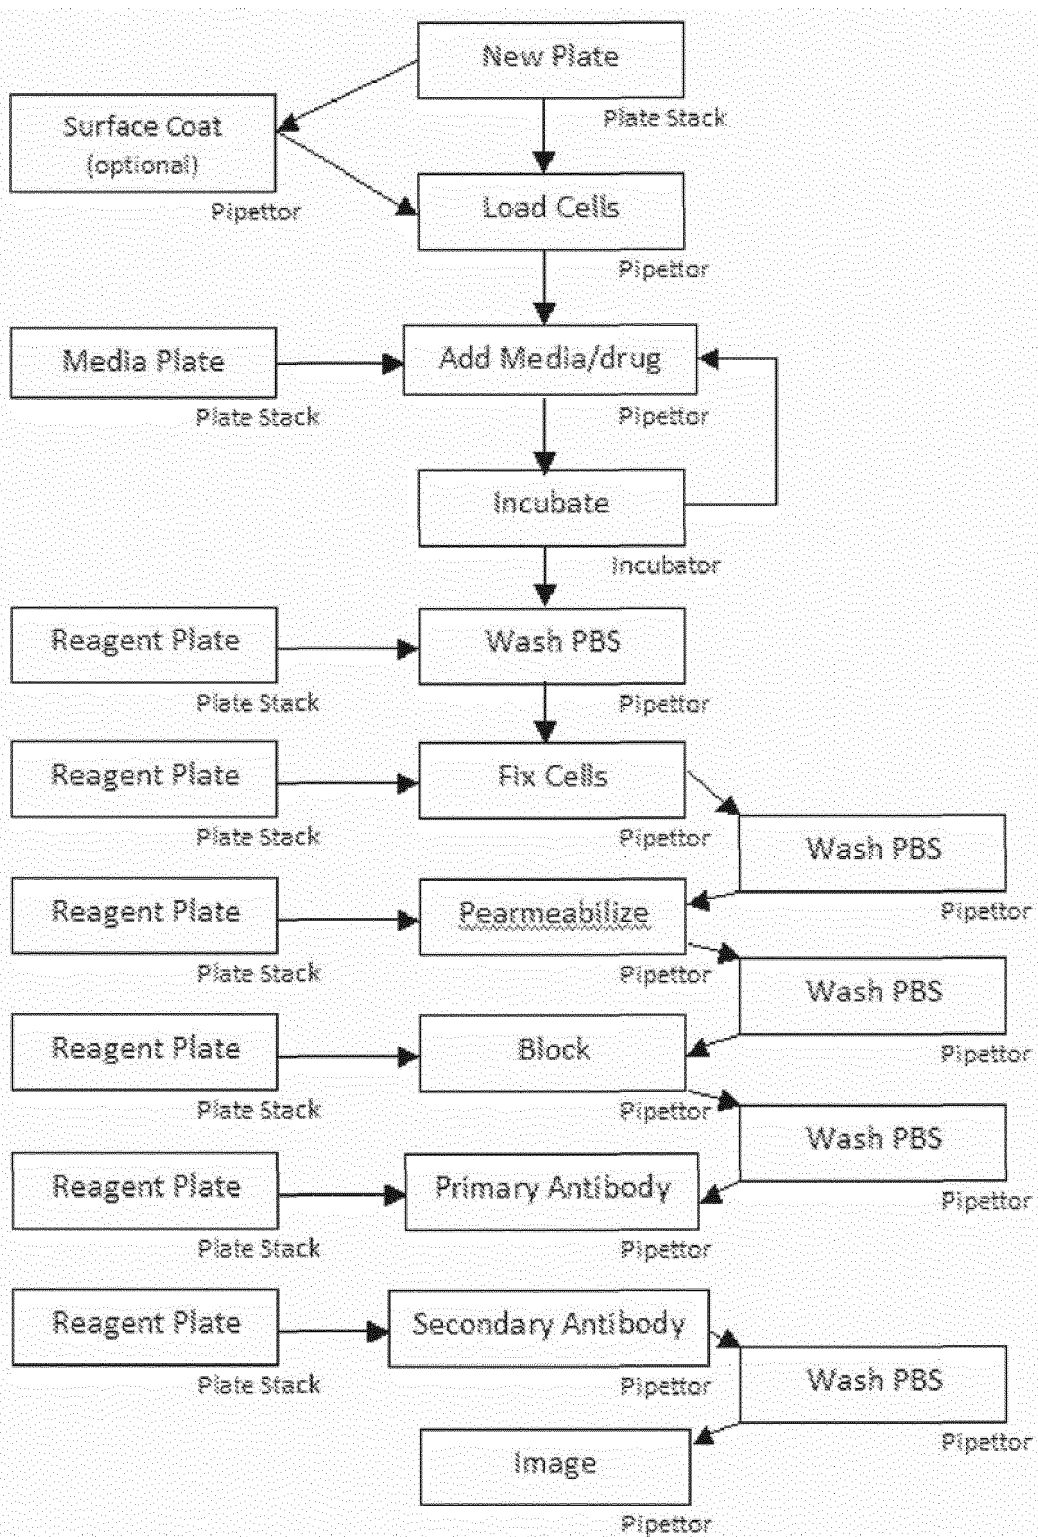 New Plate
Plate Stack
Surface Coat
(optional)
Pipettor
Load Cells
Pipettor
Media Plate
Plate Stack
Add Media/drug
Pipettor
Incubate
Incubator
Reagent Plate
Plate Stack
Wash PBS
Pipettor
Reagent Plate
Plate Stack
Fix Cells
Pipettor
Wash PBS
Pipettor
Reagent Plate
Plate Stack
Pearmeabilize
Pipettor
Wash PBS
Pipettor
Reagent Plate
Plate Stack
Block
Pipettor
Wash PBS
Pipettor
Reagent Plate
Plate Stack
Primary Antibody
Pipettor
Reagent Plate
Plate Stack
Secondary Antibody
Pipettor
Wash PBS
Pipettor
Image
Pipettor